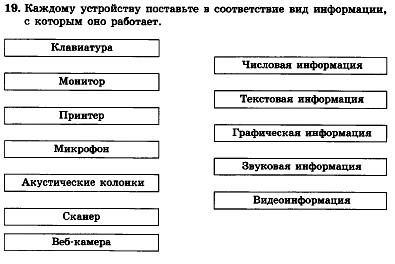 19. Каждому устройству поставьте в соответствие вид информации,
с которым оно работает.
Клавиатура
Монитор
Принтер
Микрофон
Акустические колонки
Сканер
Веб-камера
Числовая информация
Текстовая информация
Графическая информация
Звуковая информация
Видеоинформация